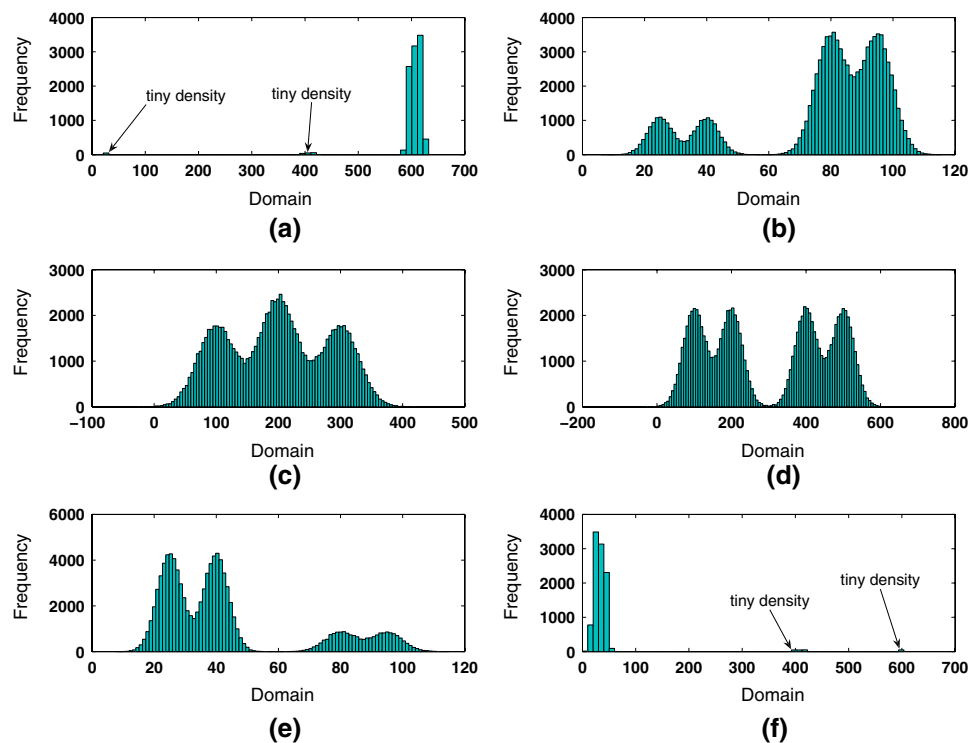 4000
3000
2000
1000
0
Frequency
tiny density
tiny density
0 100 200 300 400 500 600 700
Domain
(a)
4000
3000
2000
1000
0
Frequency
0 20 40 60 80 100 120
Domain
(b)
3000
2000
1000
0
Frequency
−100 0 100 200 300 400 500
Domain
(c)
3000
2000
1000
0
Frequency
−200 0 200 400 600 800
Domain
(d)
6000
4000
2000
0
Frequency
0 20 40 60 80 100 120
Domain
(e)
4000
3000
2000
1000
0
Frequency
tiny density
tiny density
0 100 200 300 400 500 600 700
Domain
(f)